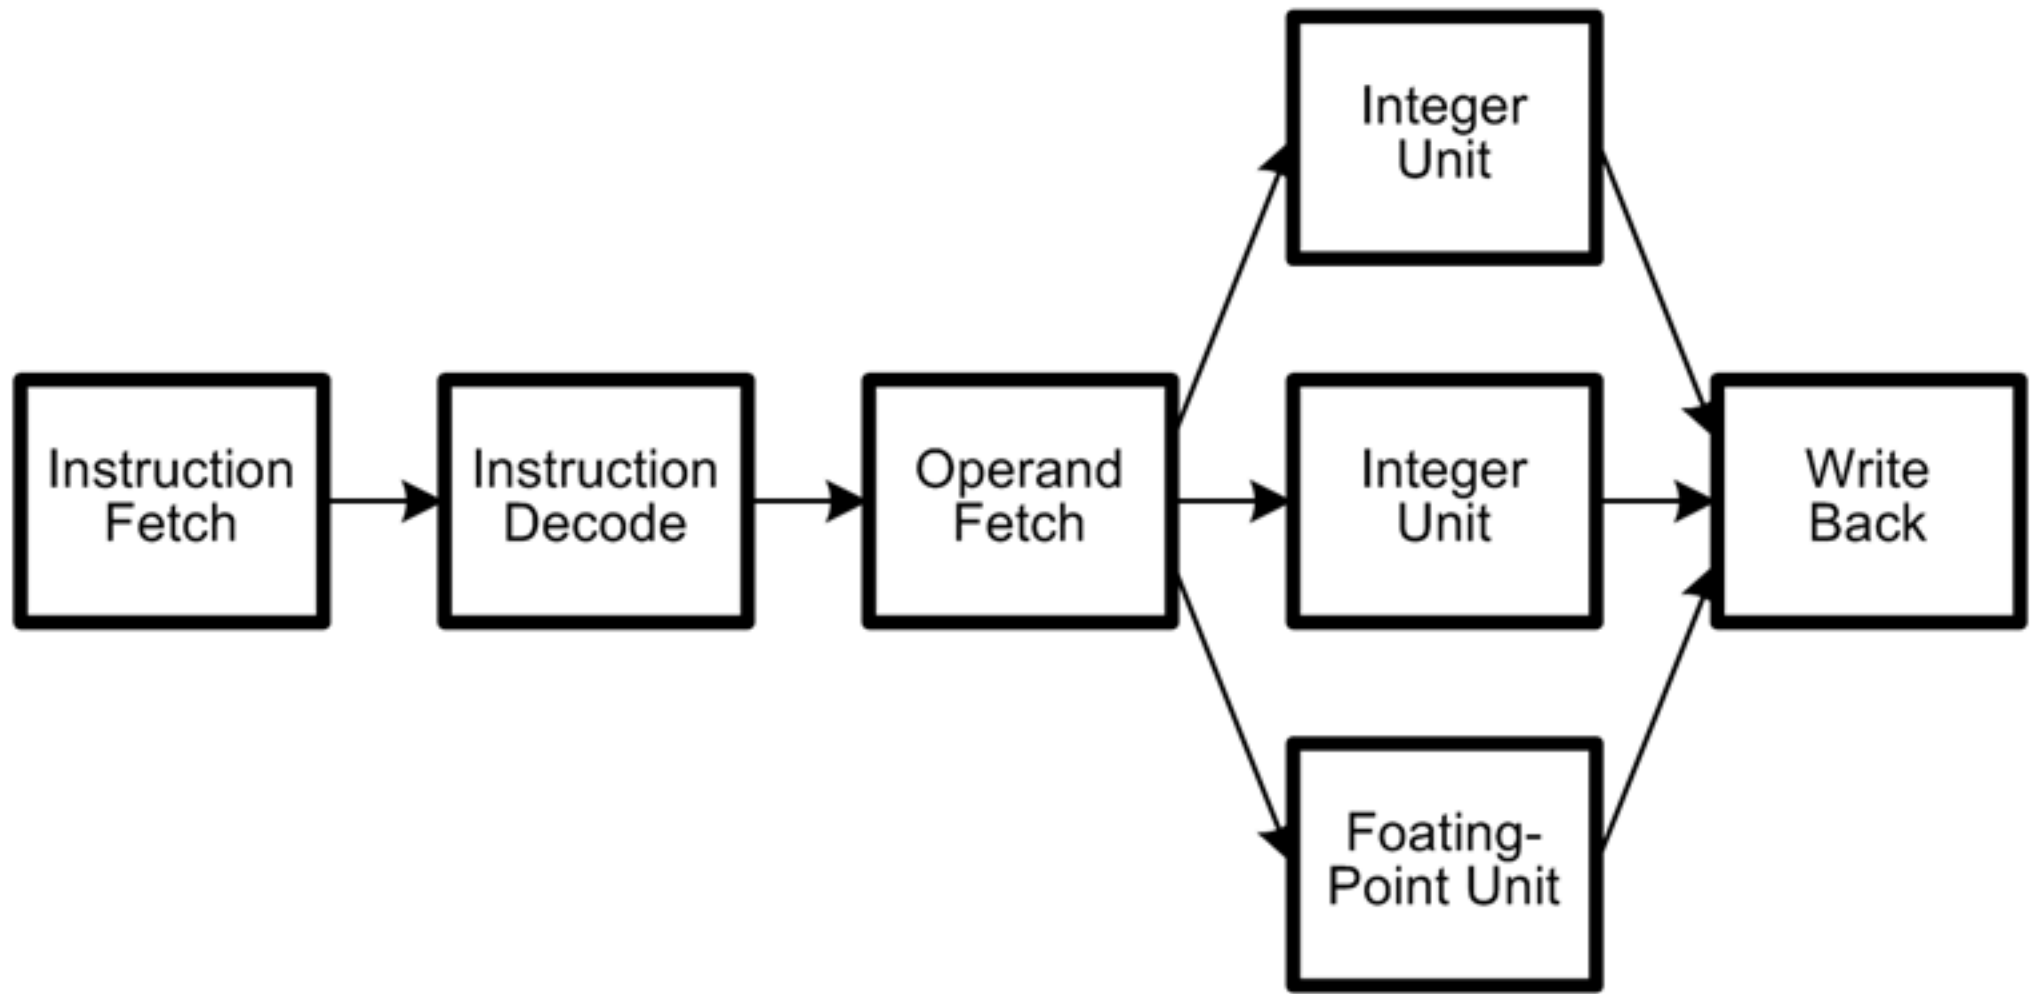 Integer
Unit
Instruction
Fetch
Instruction
Decode
Operand
Fetch
Integer
Unit
Write
Back
Foating-
Point Unit